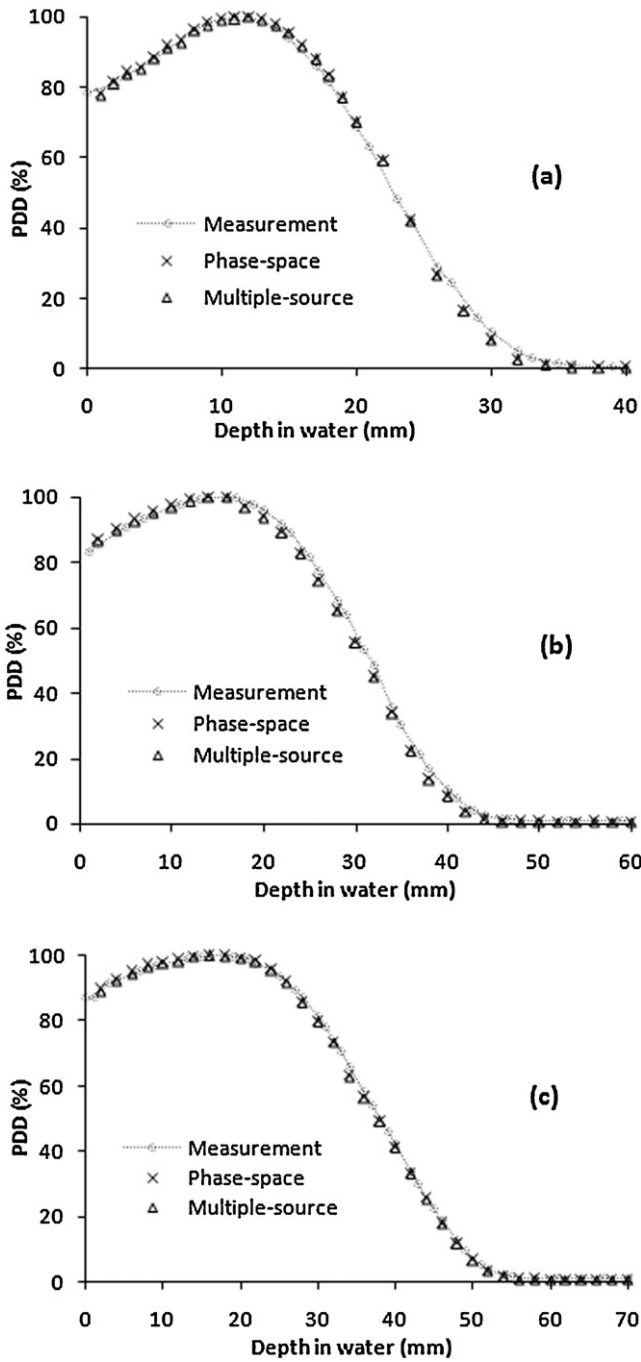 100
80
60
40
20
0
PDD (%)
(a)
Measurement
Phase-space
Multiple-source
0 10 20 30 40
Depth in water (mm)
100
80
60
40
20
0
PDD (%)
(b)
Measurement
Phase-space
Multiple-source
0 10 20 30 40 50 60
Depth in water (mm)
100
80
60
40
20
0
PDD (%)
(c)
Measurement
Phase-space
Multiple-source
0 10 20 30 40 50 60 70
Depth in water (mm)